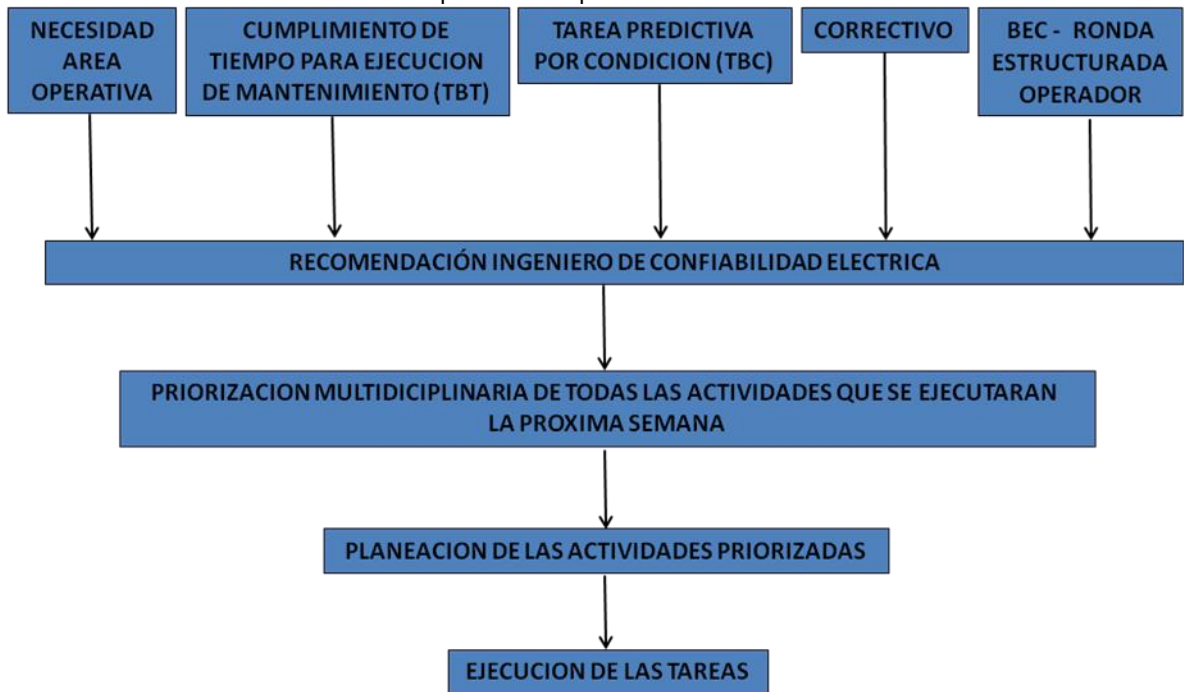 NECESIDAD
AREA
OPERATIVA
CUMPLIMIENTO DE
TIEMPO PARA EJECUCION
DE MANTENIMIENTO (TBT)
TAREA PREDICTIVA
POR CONDICION (TBC)
CORRECTIVO
BEC - RONDA
ESTRUCTURADA
OPERADOR
RECOMENDACIÓN INGENIERO DE CONFIABILIDAD ELECTRICA
PRIORIZACION MULTIDICIPLINARIA DE TODAS LAS ACTIVIDADES QUE SE EJECUTARAN
LA PROXIMA SEMANA
PLANEACION DE LAS ACTIVIDADES PRIORIZADAS
EJECUCION DE LAS TAREAS